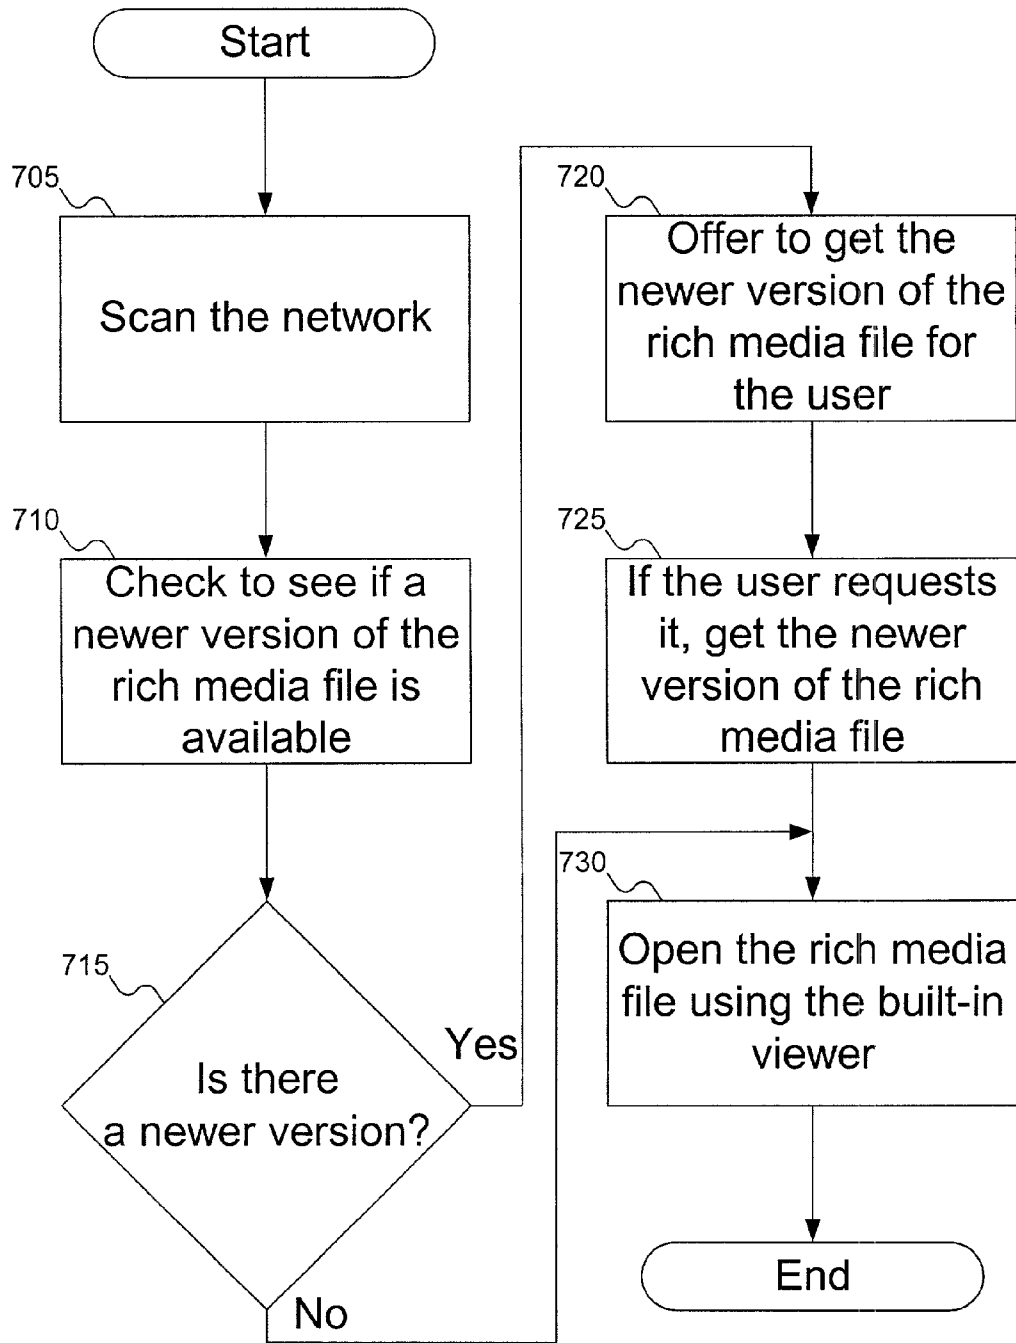 Start
705
Scan the network
710
Check to see if a
newer version of the
rich media file is
available
715
Is there
a newer version?
Yes
No
720
Offer to get the
newer version of the
rich media file for
the user
725
If the user requests
it, get the newer
version of the rich
media file
730
Open the rich media
file using the built-in
viewer
End